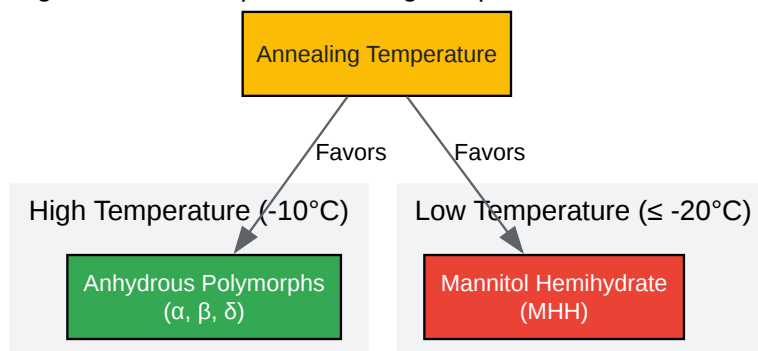 Annealing Temperature
Favors
Favors
High Temperature (-10°C)
Low Temperature (≤ -20°C)
Anhydrous Polymorphs
(α, β, δ)
Mannitol Hemihydrate
(MHH)